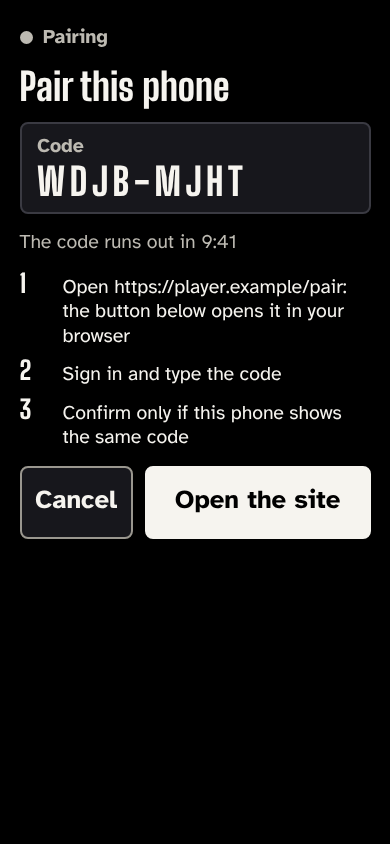 Pairing
Pair this phone
Code
WDJB-MJHT
The code runs out in 9:41
1 Open https://player.example/pair:
the button below opens it in your
browser
2 Sign in and type the code
3 Confirm only if this phone shows
the same code
Cancel Open the site